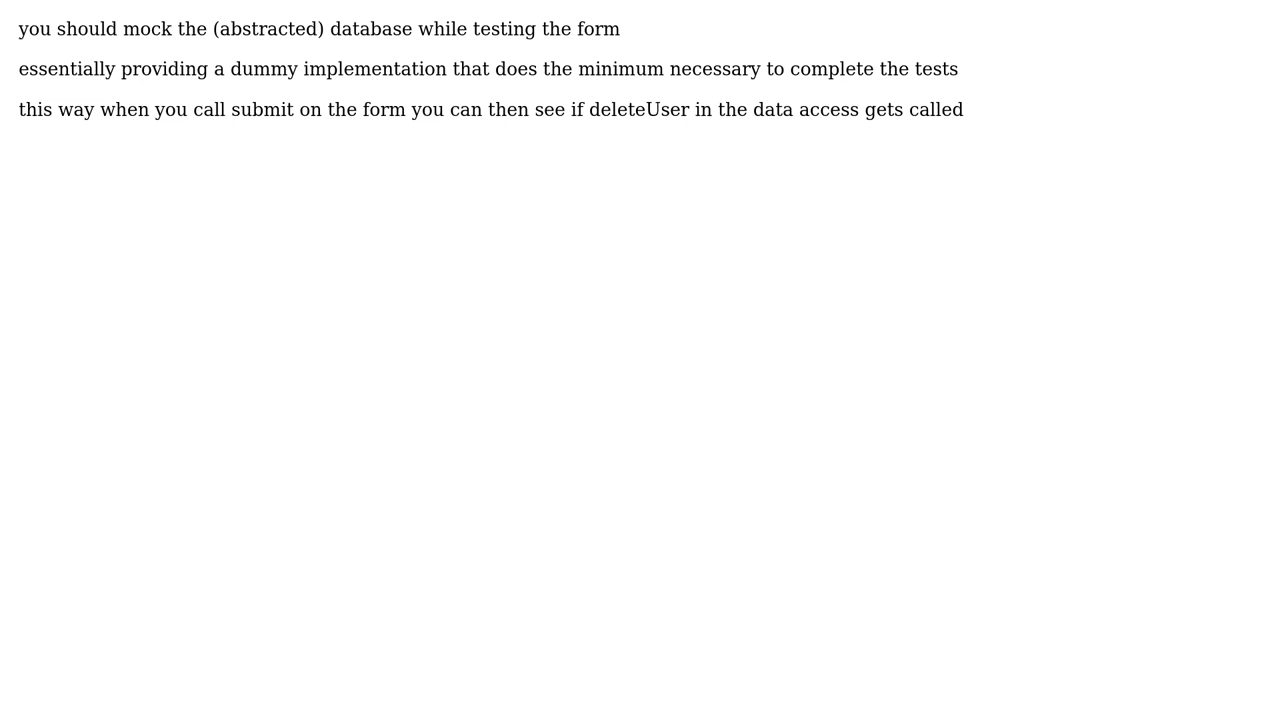 you should mock the (abstracted) database while testing the form
essentially providing a dummy implementation that does the minimum necessary to complete the tests
this way when you call submit on the form you can then see if deleteUser in the data access gets called